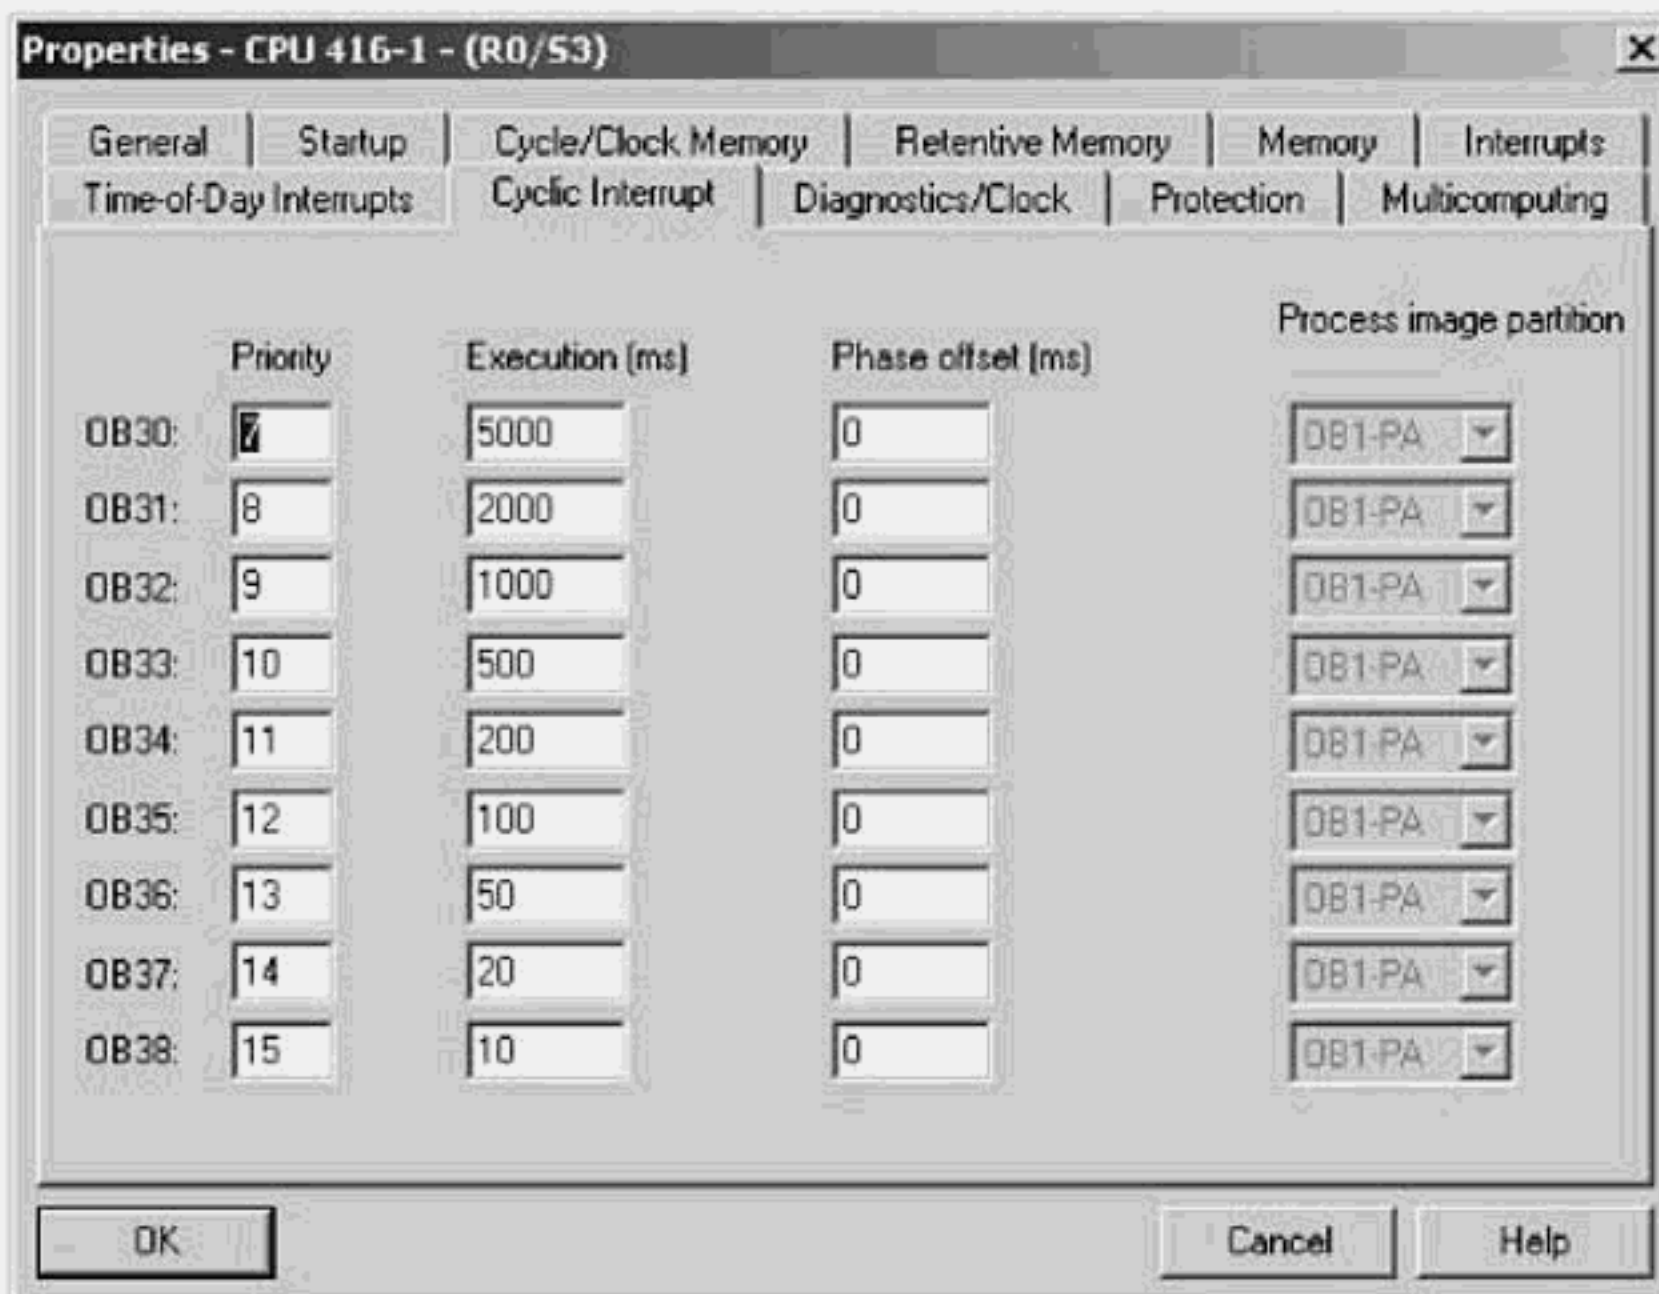 Properties - CPU 416-1 - (R0/S3)
General Startup Cycle/Clock Memory Retentive Memory Memory Interrupts
Time-of-Day Interrupts Cyclic Interrupt Diagnostics/Clock Protection Multicomputing
Process image partition
Priority Execution (ms) Phase offset (ms)
OB30: 7 5000 0 OB1-PA
OB31: 8 2000 0 OB1-PA
OB32: 9 1000 0 OB1-PA
OB33: 10 500 0 OB1-PA
OB34: 11 200 0 OB1-PA
OB35: 12 100 0 OB1-PA
OB36: 13 50 0 OB1-PA
OB37: 14 20 0 OB1-PA
OB38: 15 10 0 OB1-PA
OK Cancel Help